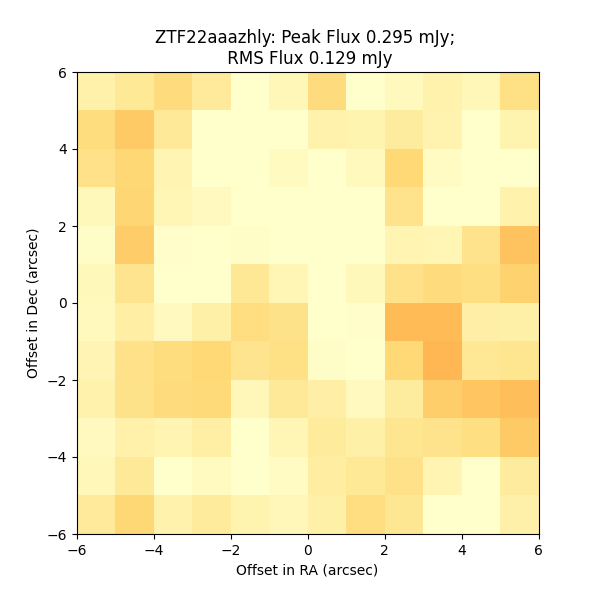 ZTF22aaazhly: Peak Flux 0.295 mJy;
RMS Flux 0.129 mJy
6
4
2
0
−2
−4
−6
Offset in Dec (arcsec)
−6 −4 −2 0 2 4 6
Offset in RA (arcsec)